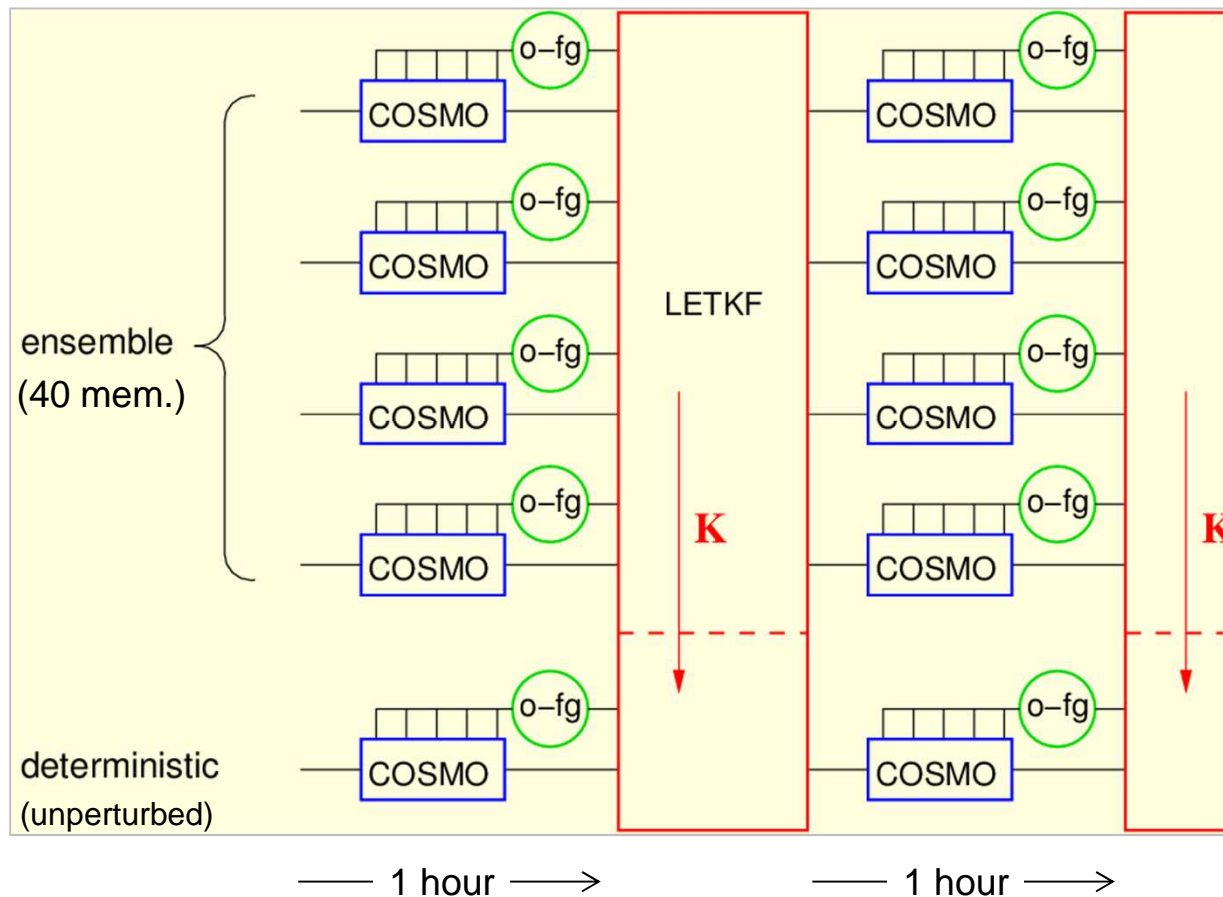 o–fg
o–fg
COSMO
COSMO
o–fg
o–fg
COSMO
COSMO
LETKF
ensemble
(40 mem.)
o–fg
o–fg
COSMO
COSMO
o–fg
o–fg
K
K
COSMO
COSMO
o–fg
o–fg
deterministic
(unperturbed)
COSMO
COSMO
1 hour
1 hour